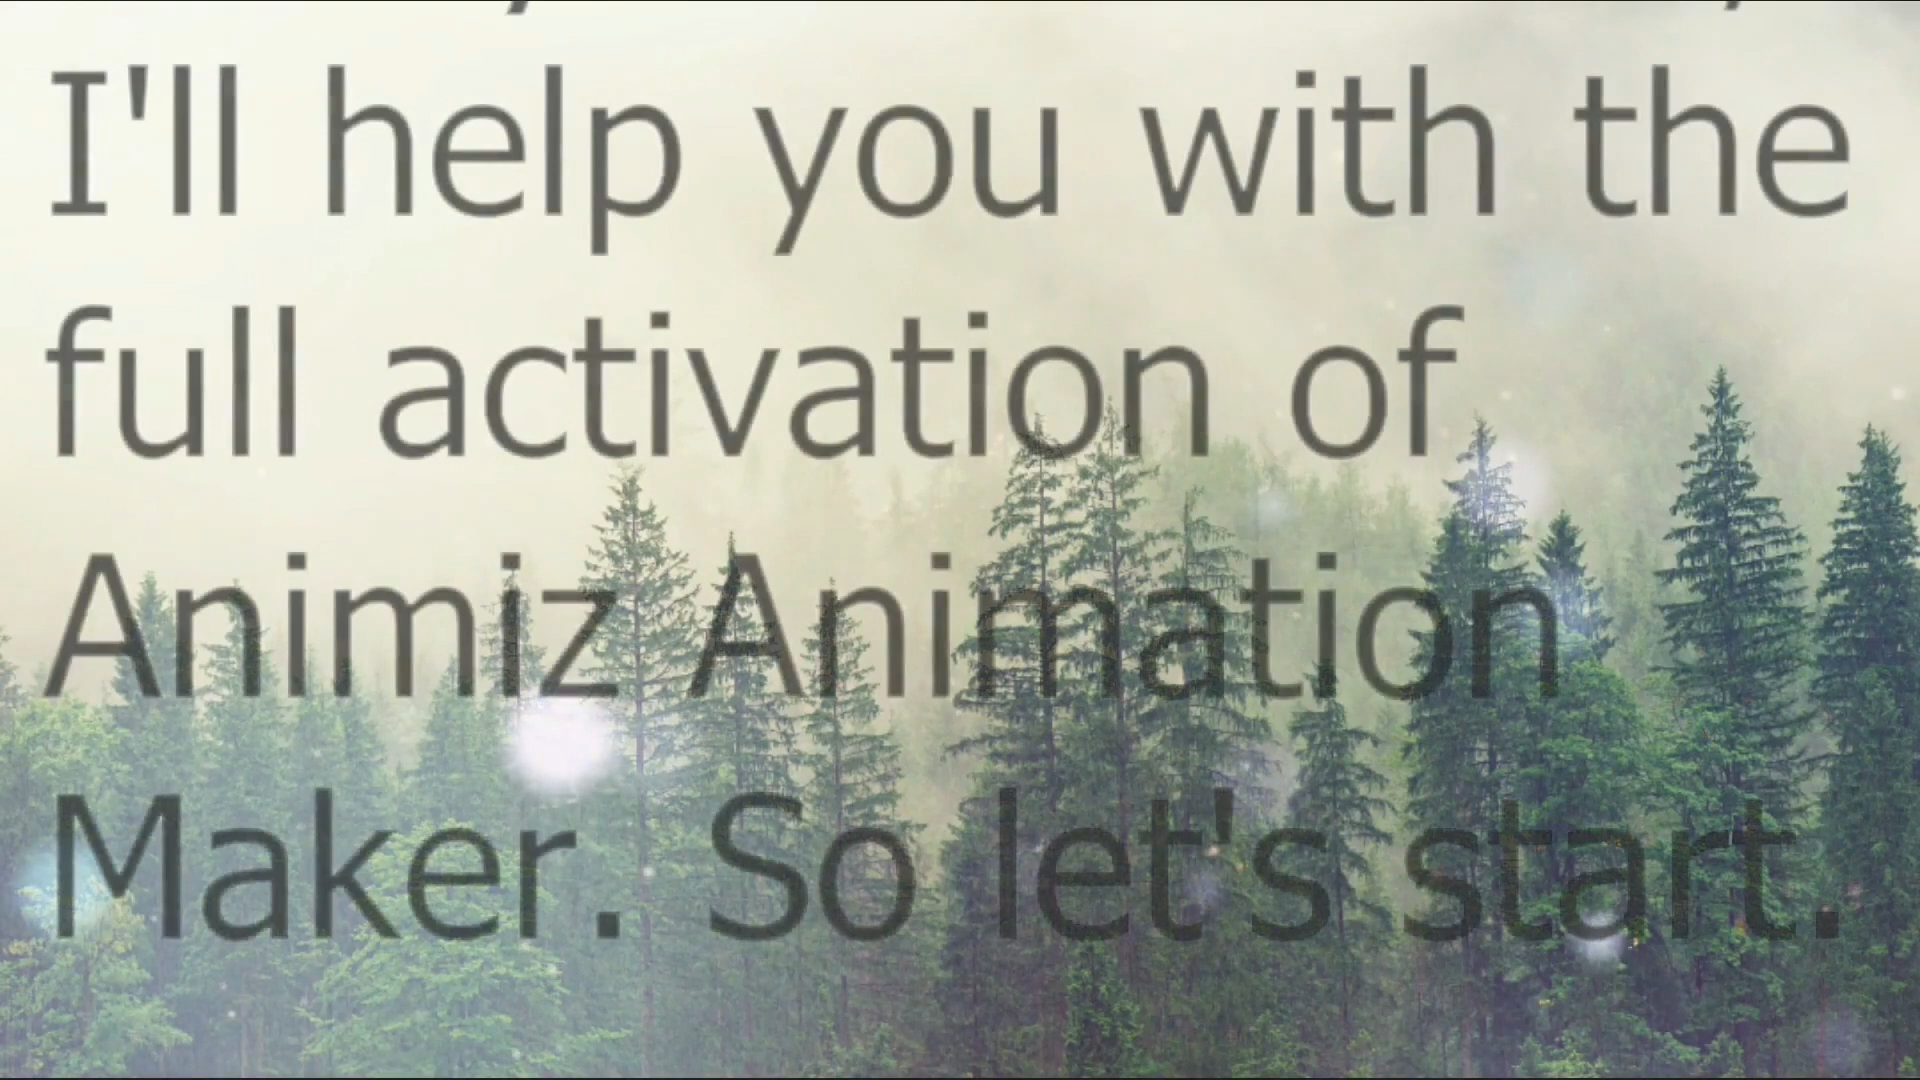 I'll help you with the
full activation of
Animiz Animation
Maker. So let's start.